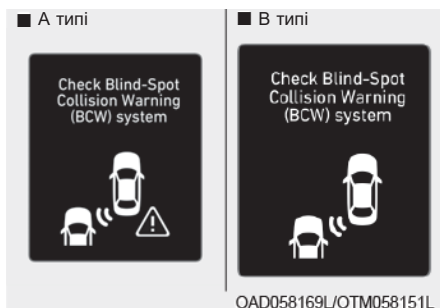 ■ А типі
Check Blind-Spot
Collision Warning
(BCW) system
■ В типі
Check Blind-Spot
Collision Warning
(BCW) system
OAD058169L/OTM058151L